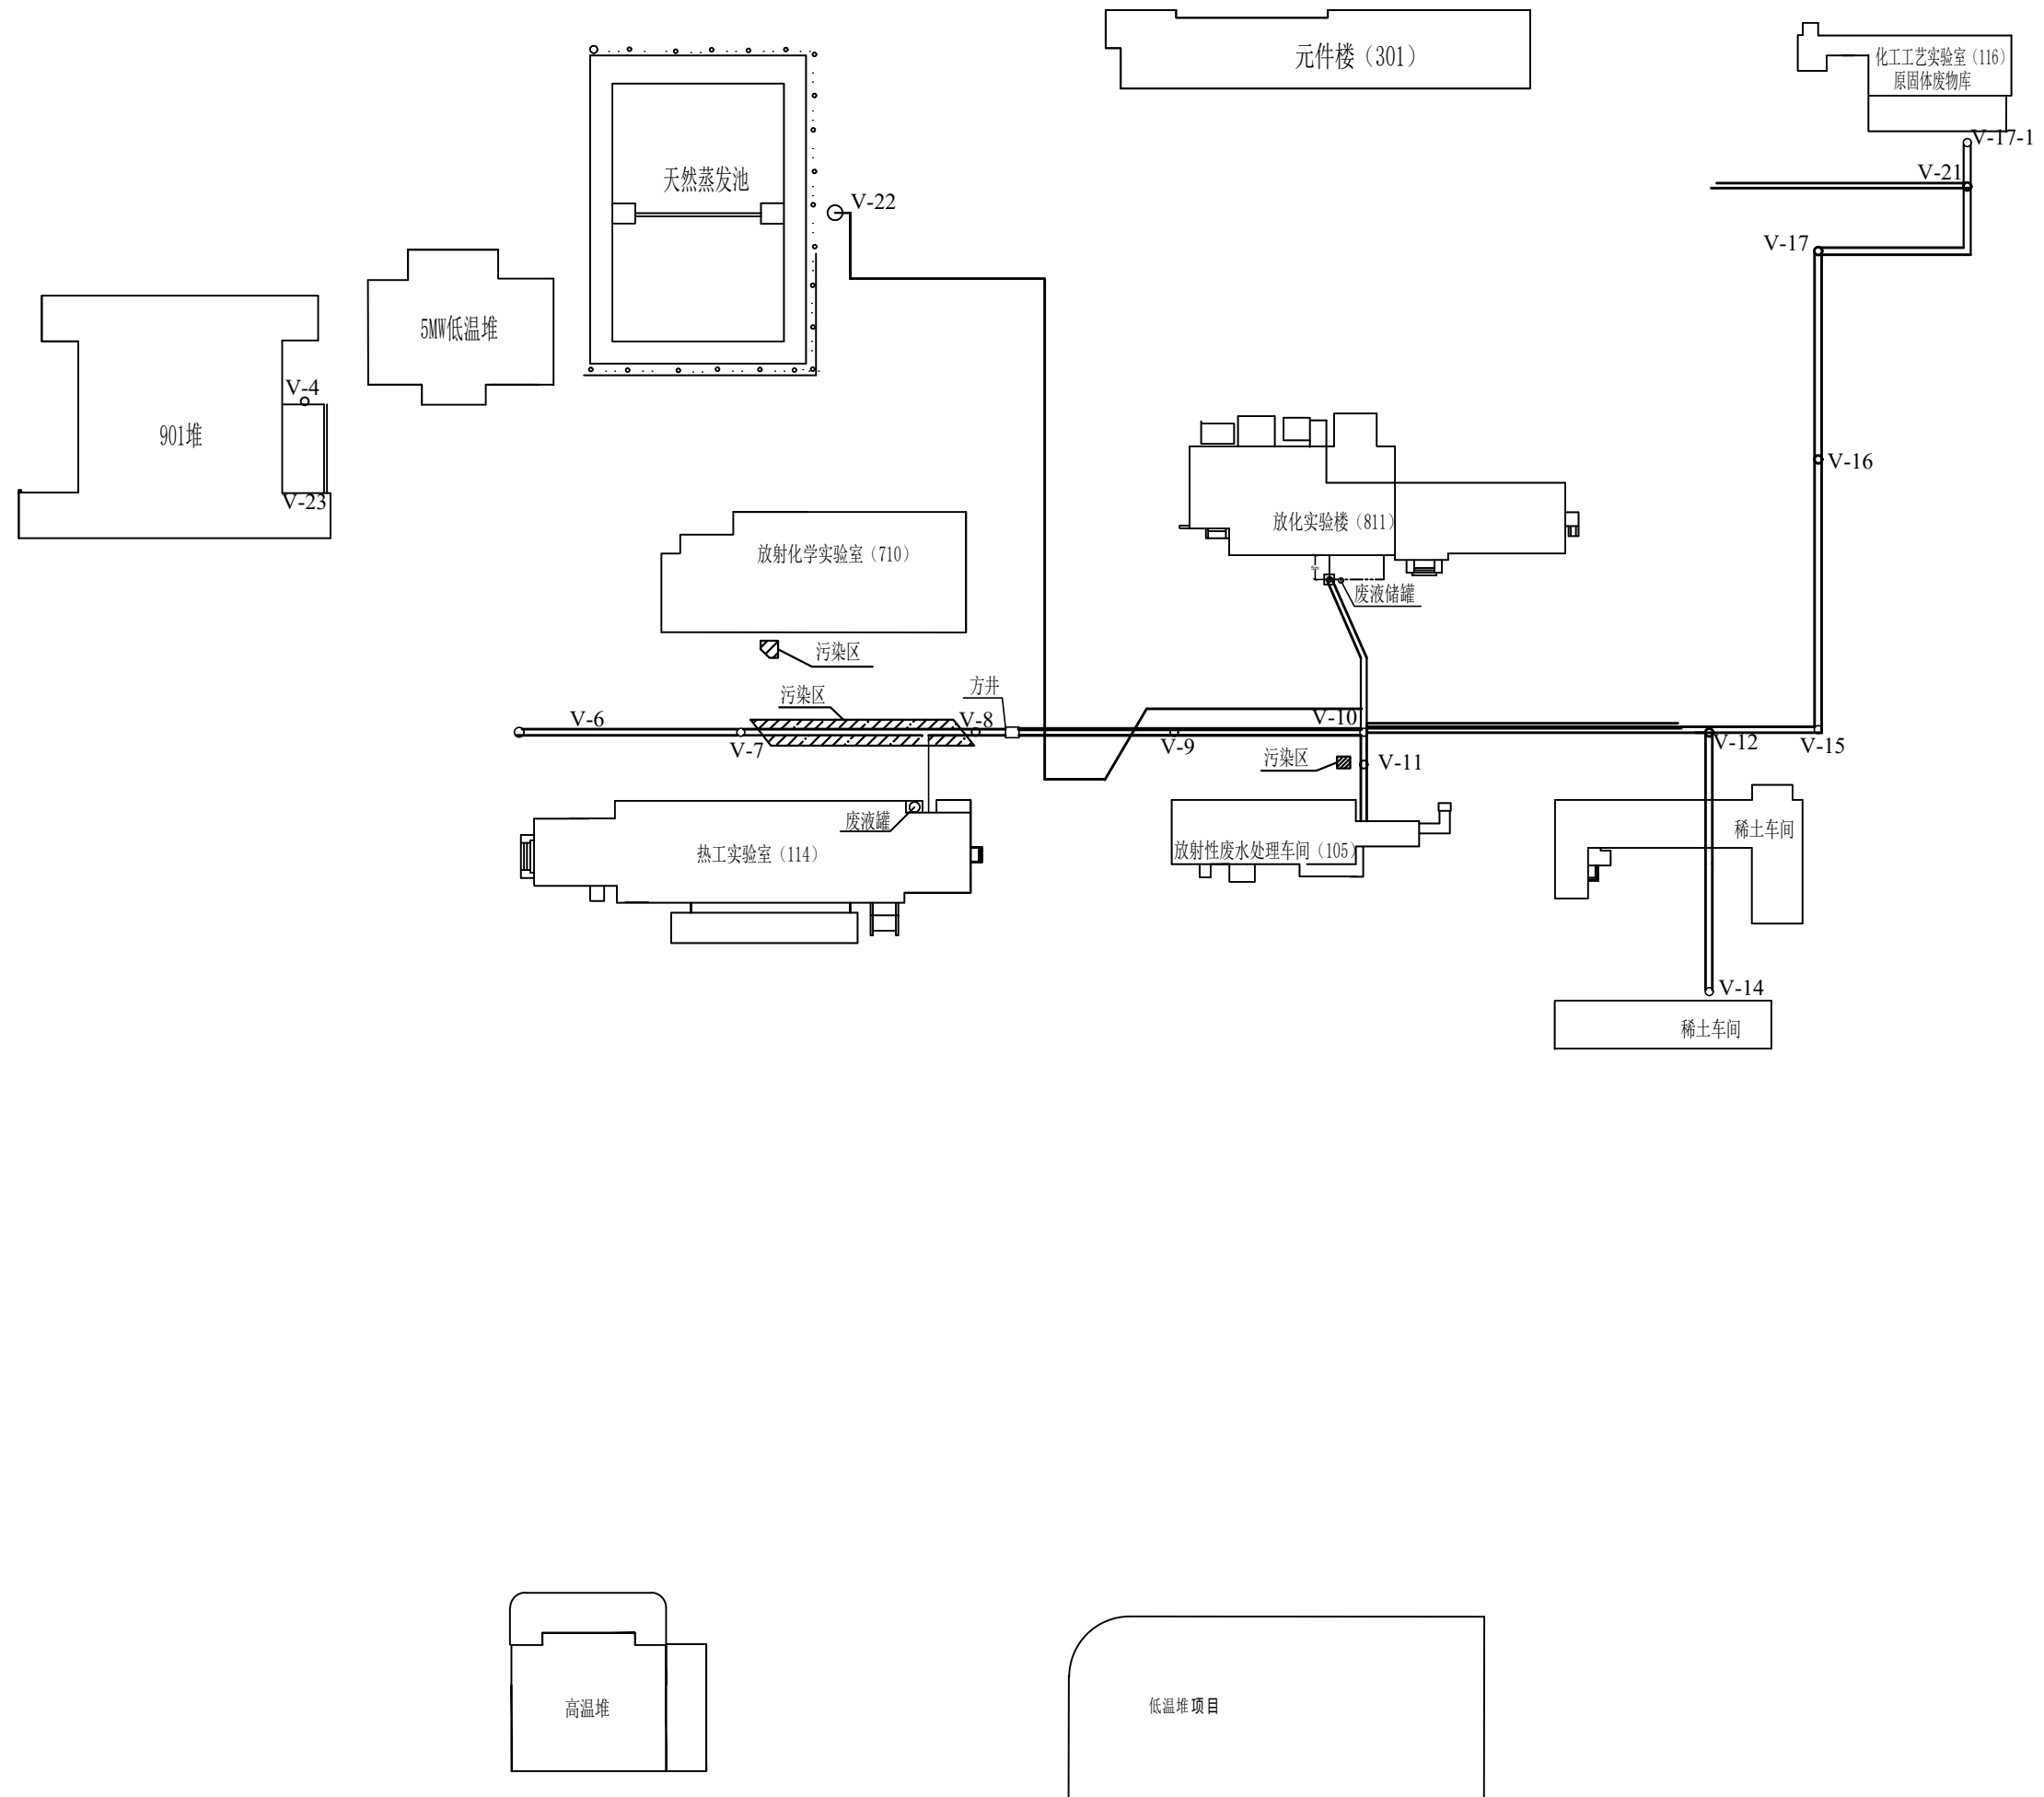 元件楼（301）
化工工艺实验室（116）
原固体废物库
V-17-1
V-21
天然蒸发池
V-22
V-17
5MW低温堆
V-4
901堆
V-16
V-23
放化实验楼（811）
放射化学实验室（710）
废液储罐
污染区
污染区
方井
V-6
V-8
V-10
V-7
V-9
V-12
V-15
污染区
V-11
废液罐
稀土车间
热工实验室（114）
放射性废水处理车间（105）
V-14
稀土车间
高温堆
低温堆项目